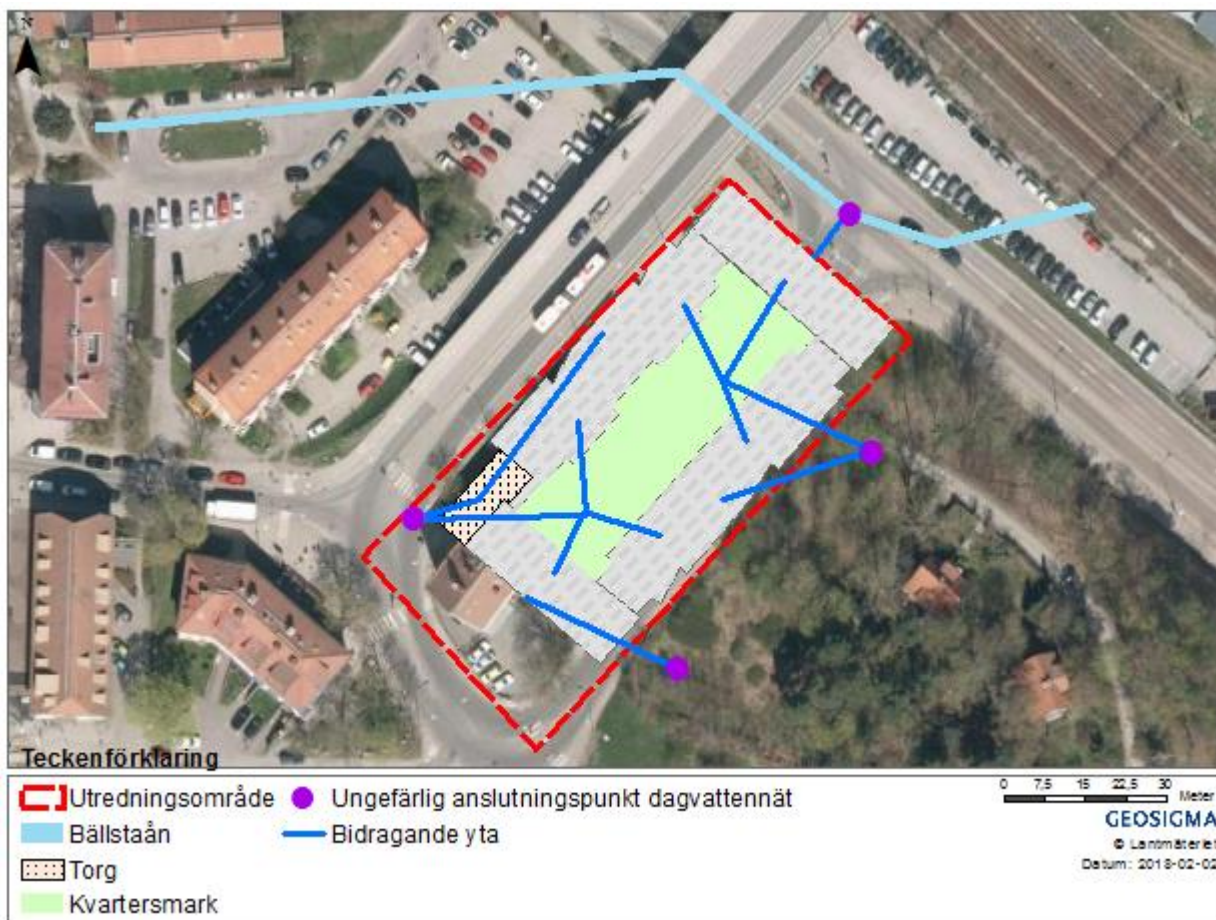 N
Teckenförklaring
Utredningsområde
Ungefärlig anslutningspunkt dagvattennät
Bällstaån
Bidragande yta
Torg
Kvartersmark
0 7,5 15 22,5 30
Meter
GEOSIGMA
© Lantmäteriet
Datum: 2018-02-02